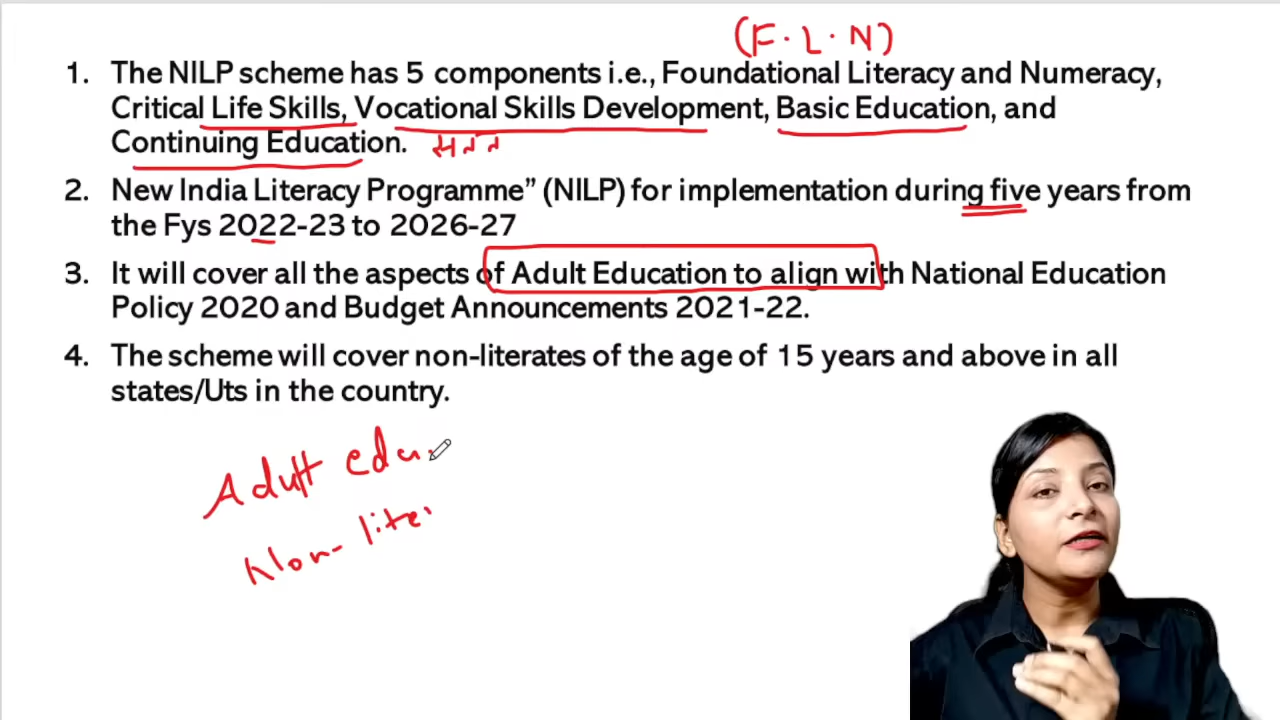 (F.L.N)
1. The NILP scheme has 5 components i.e., Foundational Literacy and Numeracy,
Critical Life Skills, Vocational Skills Development, Basic Education, and
Continuing Education.
2. New India Literacy Programme” (NILP) for implementation during five years from
the Fys 2022-23 to 2026-27
3. It will cover all the aspects of Adult Education to align with National Education
Policy 2020 and Budget Announcements 2021-22.
4. The scheme will cover non-literates of the age of 15 years and above in all
states/Uts in the country.
Adult edu.
Non-lite.